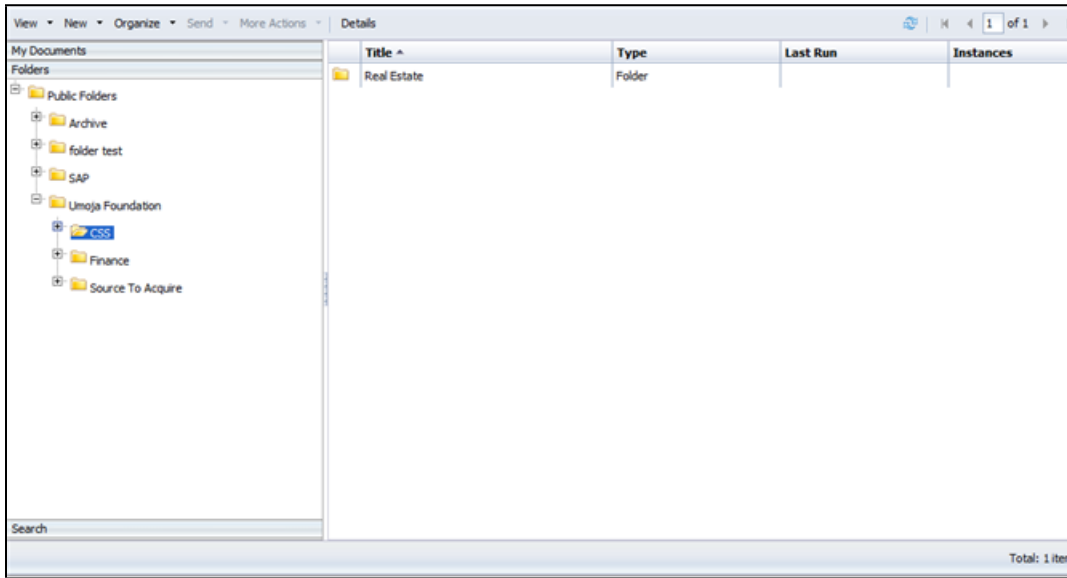 View New Organize Send More Actions Details 1 of 1
My Documents
Title Type Last Run Instances
Folders
Real Estate Folder
Public Folders
Archive
folder test
SAP
Umoja Foundation
CSS
Finance
Source To Acquire
Search
Total: 1 iter